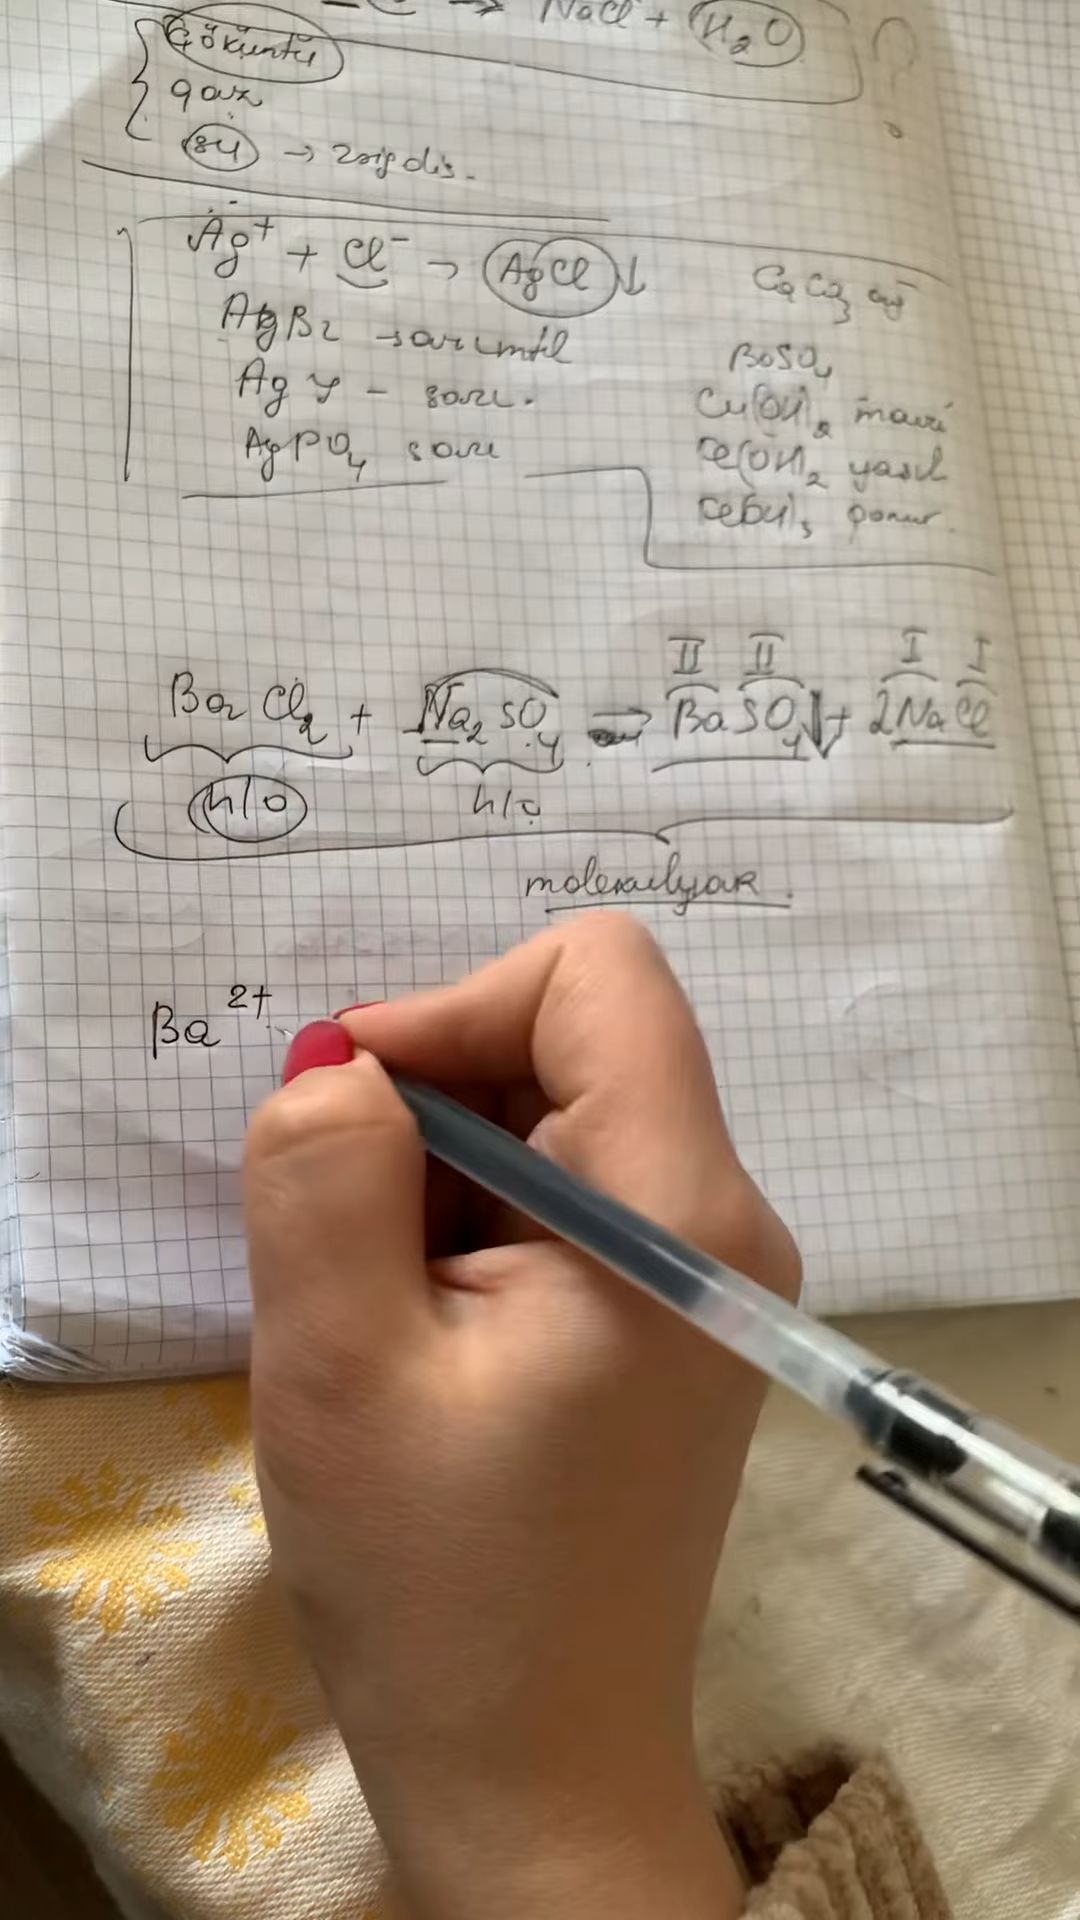 → NaCl + H₂O ?
çöküntü
qaz
su → zəif dis.
Ag⁺ + Cl⁻ → AgCl↓
AgBr - sarımtıl
AgI - sarı.
AgPO₄ sarı
CaCO₃ ağ
BaSO₄
Cu(OH)₂ mavi
Fe(OH)₂ yaşıl
Fe(OH)₃ qonur.
II II I I
BaCl₂ + Na₂SO₄ → BaSO₄↓ + 2NaCl
h/o h/o
molekulyar.
Ba²⁺